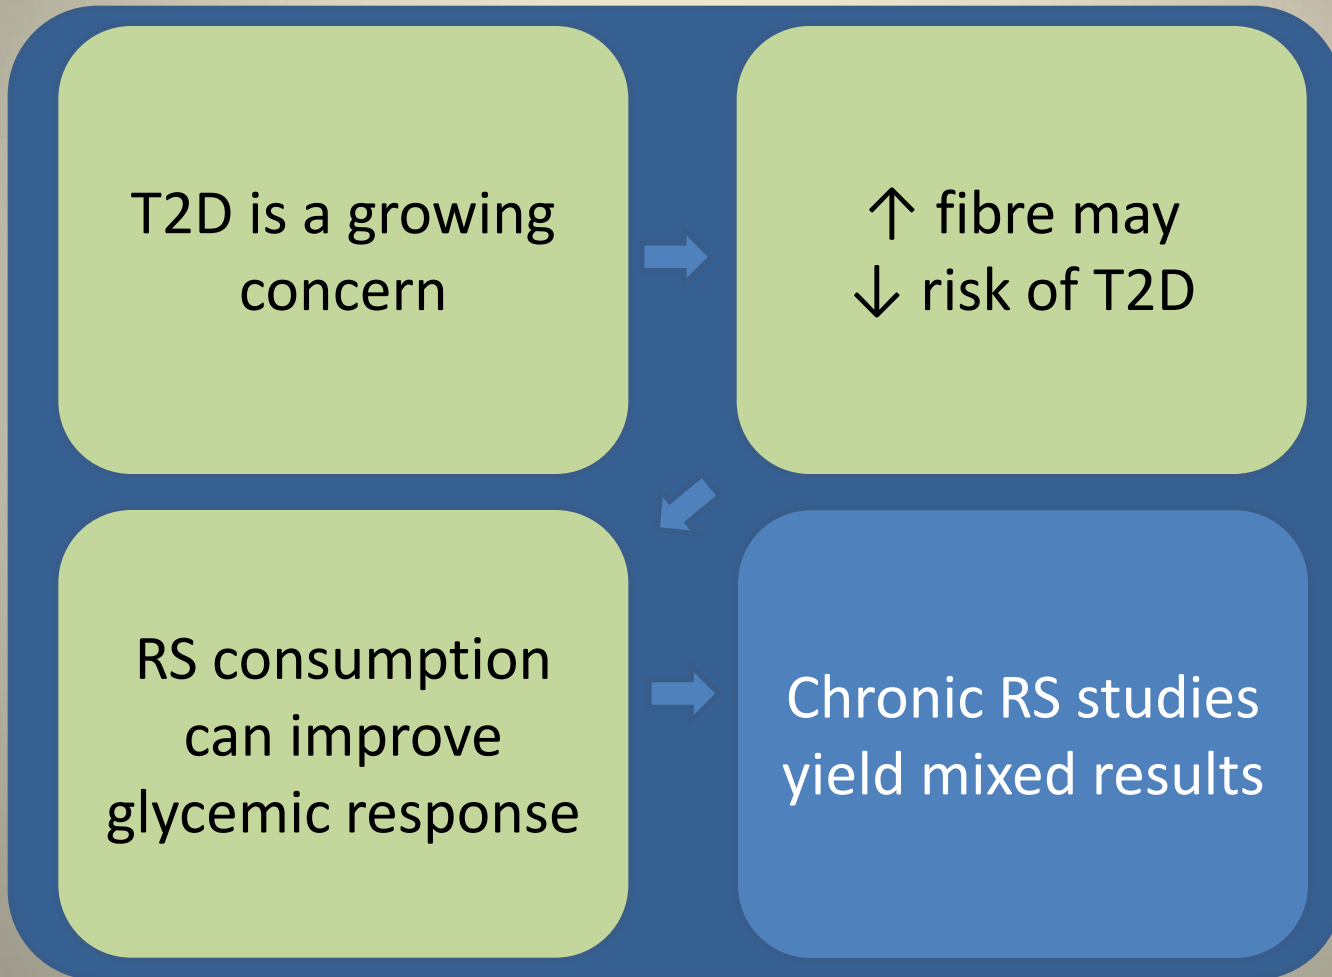 T2D is a growing
concern
↑ fibre may
↓ risk of T2D
RS consumption
can improve
glycemic response
Chronic RS studies
yield mixed results